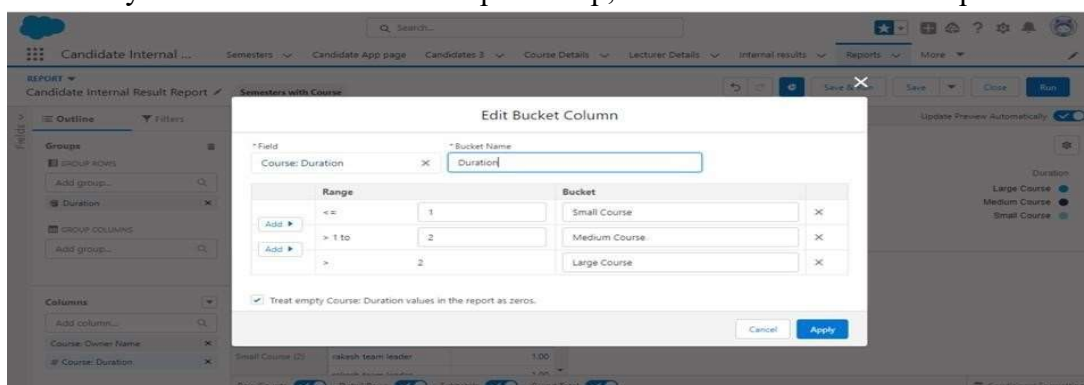 Search...
Candidate Internal ... Semesters Candidate App page Candidates 3 Course Details Lecturer Details Internal results Reports More
REPORT
Candidate Internal Result Report Semesters with Course Save & Run Save Close Run
Fields Outline Filters Update Preview Automatically
Edit Bucket Column
* Field * Bucket Name
Course: Duration Duration
Range Bucket
Add <= 1 Small Course
Add > 1 to 2 Medium Course
> 2 Large Course
Treat empty Course: Duration values in the report as zeros.
Cancel Apply
Groups
GROUP ROWS
Add group...
Duration
GROUP COLUMNS
Add group...
Columns
Add column...
Course: Owner Name
# Course: Duration
Duration
Large Course
Medium Course
Small Course
Small Course (2) rakesh team leader 1.00